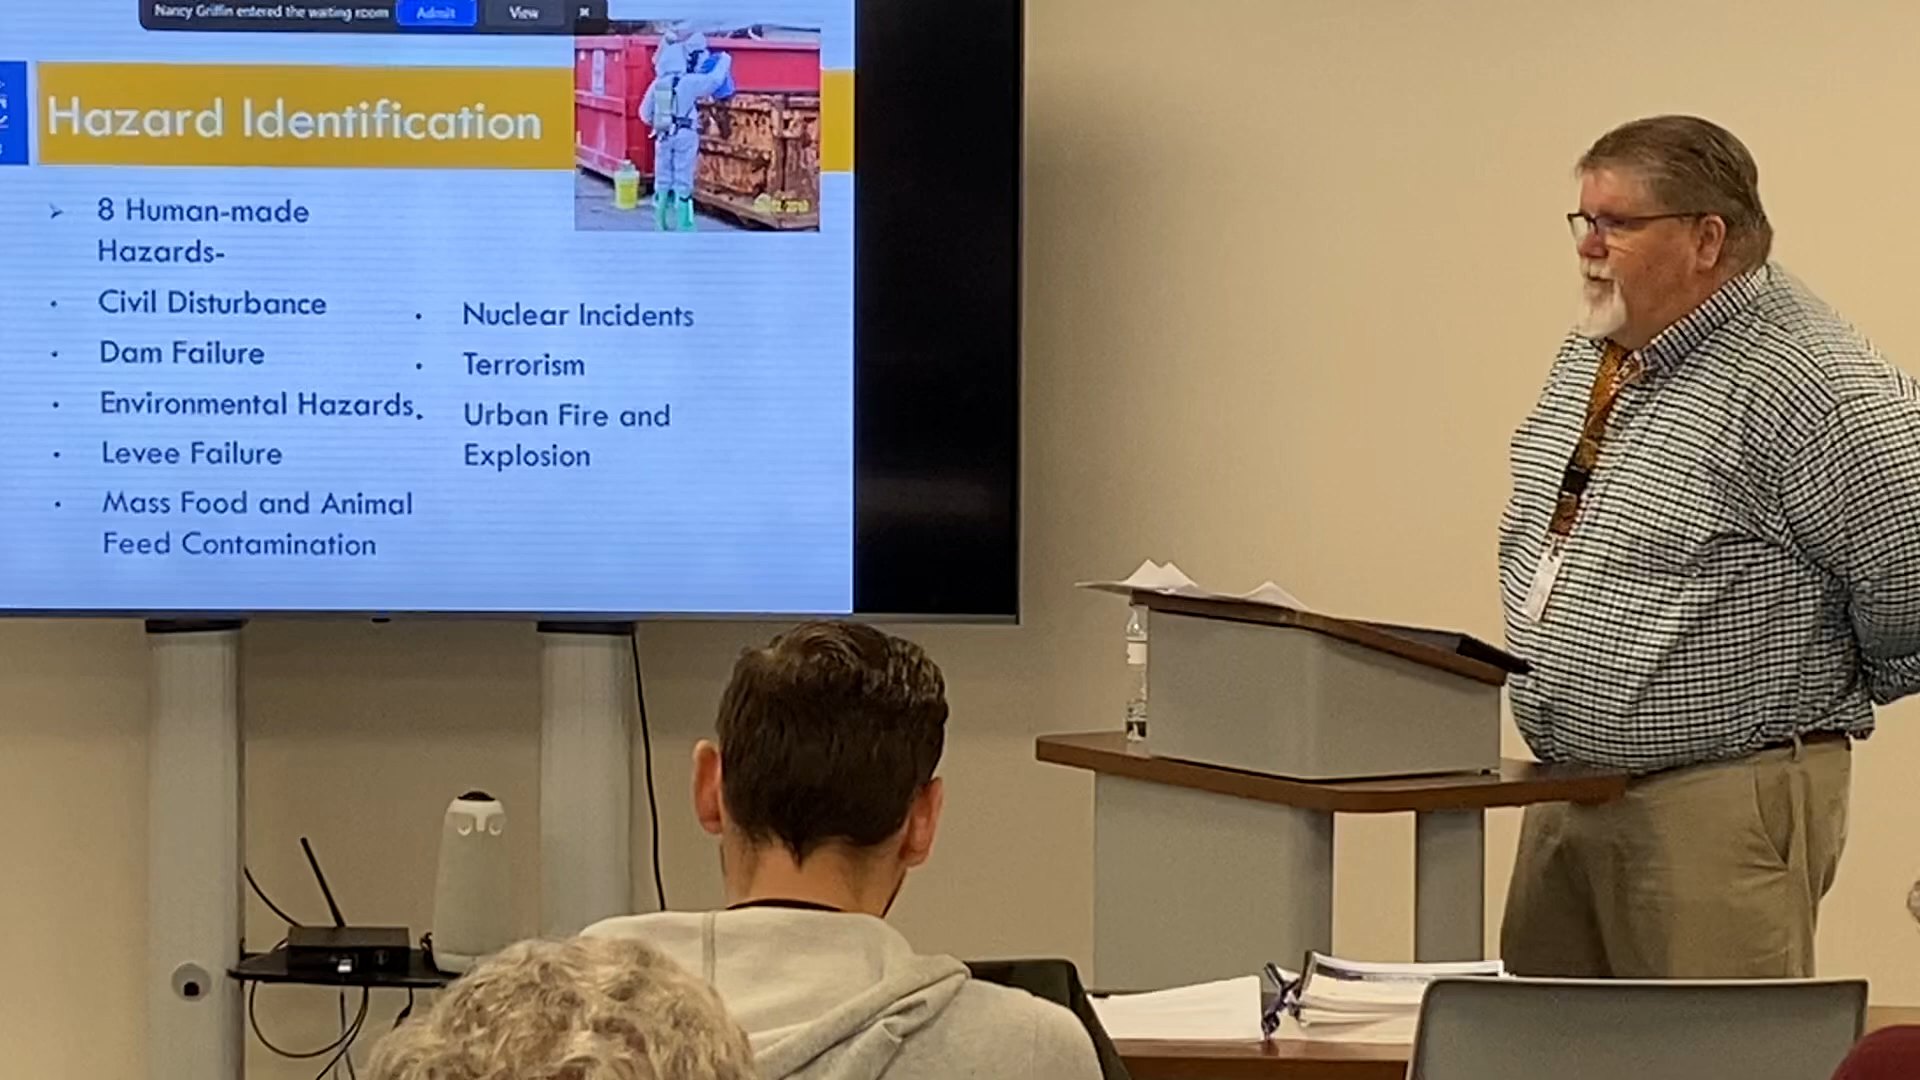 Nancy Griffin entered the waiting room Admit View
Hazard Identification
8 Human-made
Hazards-
Civil Disturbance
Dam Failure
Environmental Hazards
Levee Failure
Mass Food and Animal
Feed Contamination
Nuclear Incidents
Terrorism
Urban Fire and
Explosion